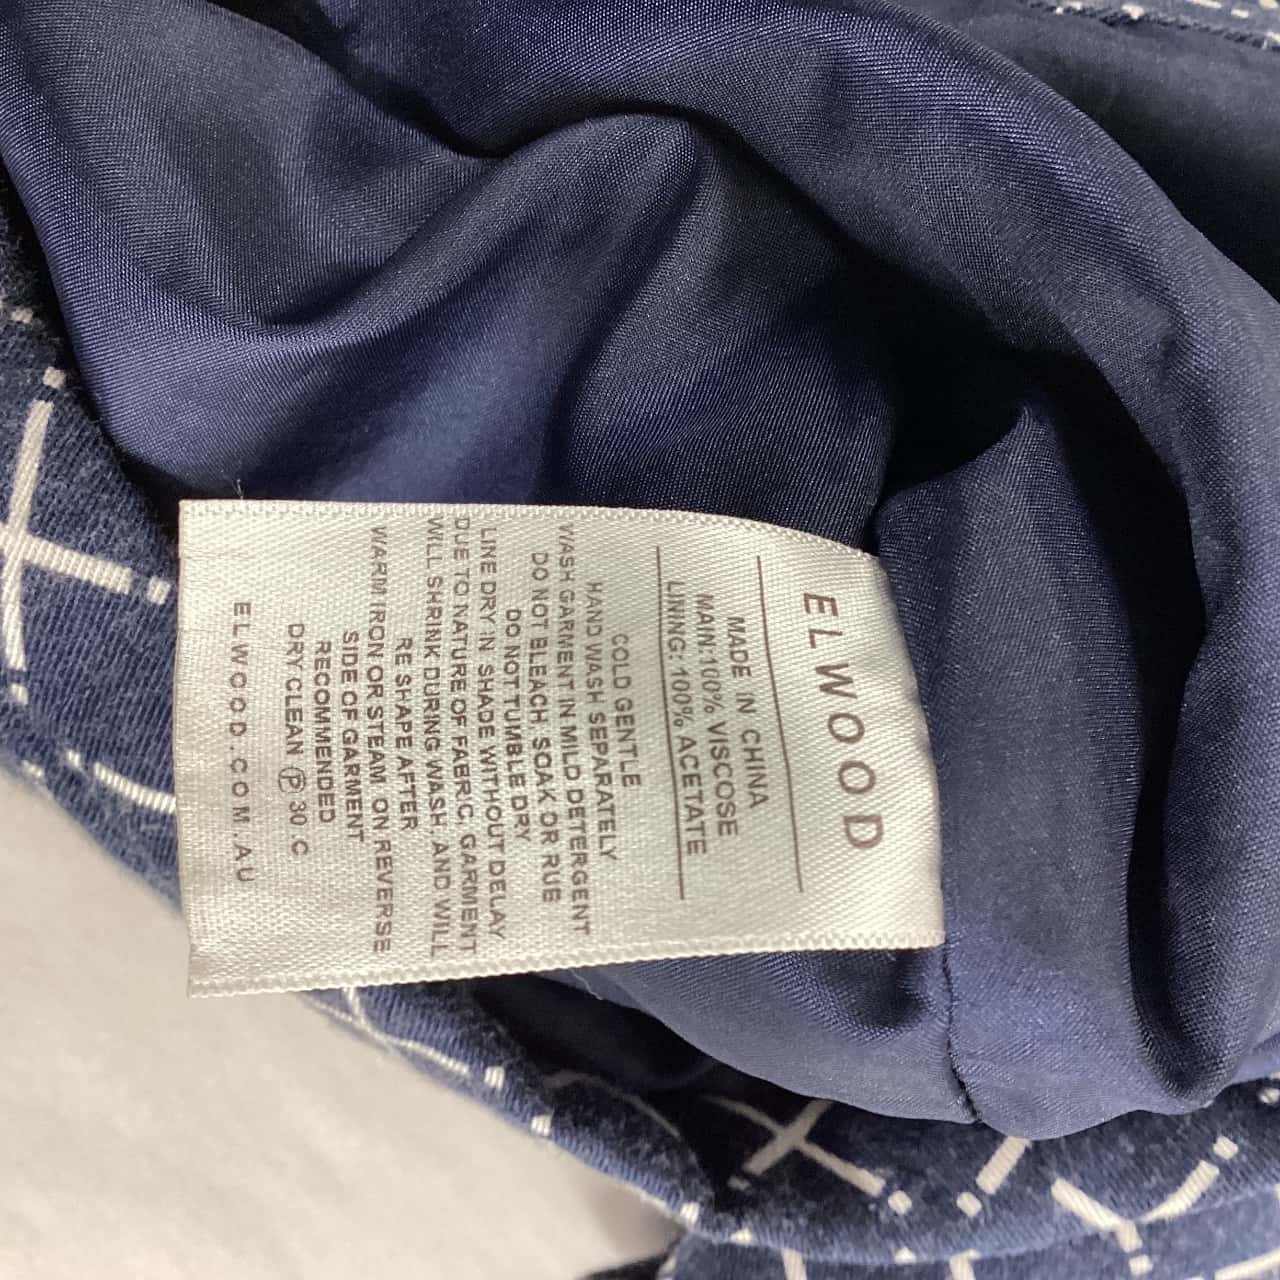 ELWOOD
MADE IN CHINA
MAIN:100% VISCOSE
LINING: 100% ACETATE
COLD GENTLE
HAND WASH SEPARATELY
WASH GARMENT IN MILD DETERGENT
DO NOT BLEACH, SOAK OR RUB
DO NOT TUMBLE DRY
LINE DRY IN SHADE WITHOUT DELAY
DUE TO NATURE OF FABRIC, GARMENT
WILL SHRINK DURING WASH, AND WILL
RE SHAPE AFTER
WARM IRON OR STEAM ON REVERSE
SIDE OF GARMENT
RECOMMENDED
DRY CLEAN Ⓟ 30.C
ELWOOD.COM.AU